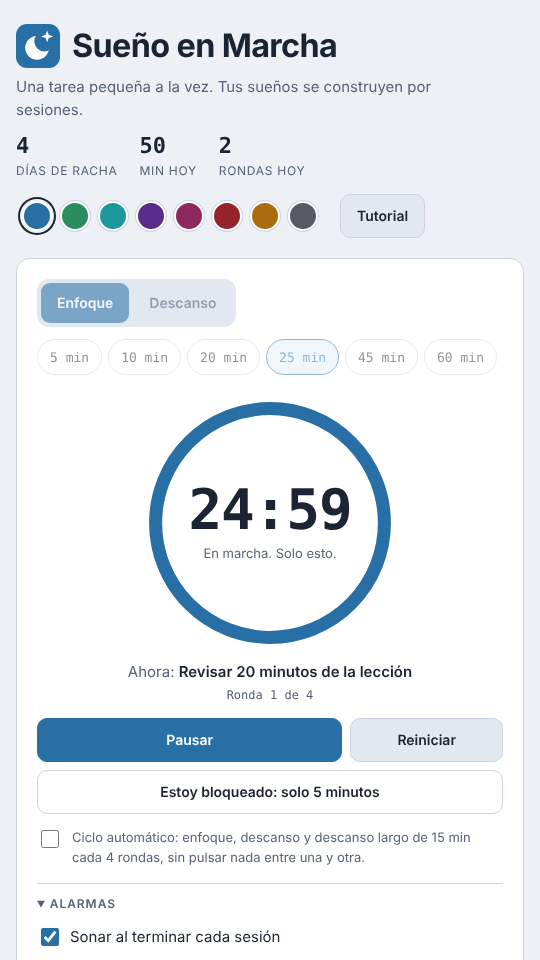 Sueño en Marcha
Una tarea pequeña a la vez. Tus sueños se construyen por
sesiones.
4 50 2
DÍAS DE RACHA MIN HOY RONDAS HOY
Tutorial
Enfoque Descanso
5 min 10 min 20 min 25 min 45 min 60 min
24:59
En marcha. Solo esto.
Ahora: Revisar 20 minutos de la lección
Ronda 1 de 4
Pausar Reiniciar
Estoy bloqueado: solo 5 minutos
Ciclo automático: enfoque, descanso y descanso largo de 15 min
cada 4 rondas, sin pulsar nada entre una y otra.
▼ ALARMAS
Sonar al terminar cada sesión